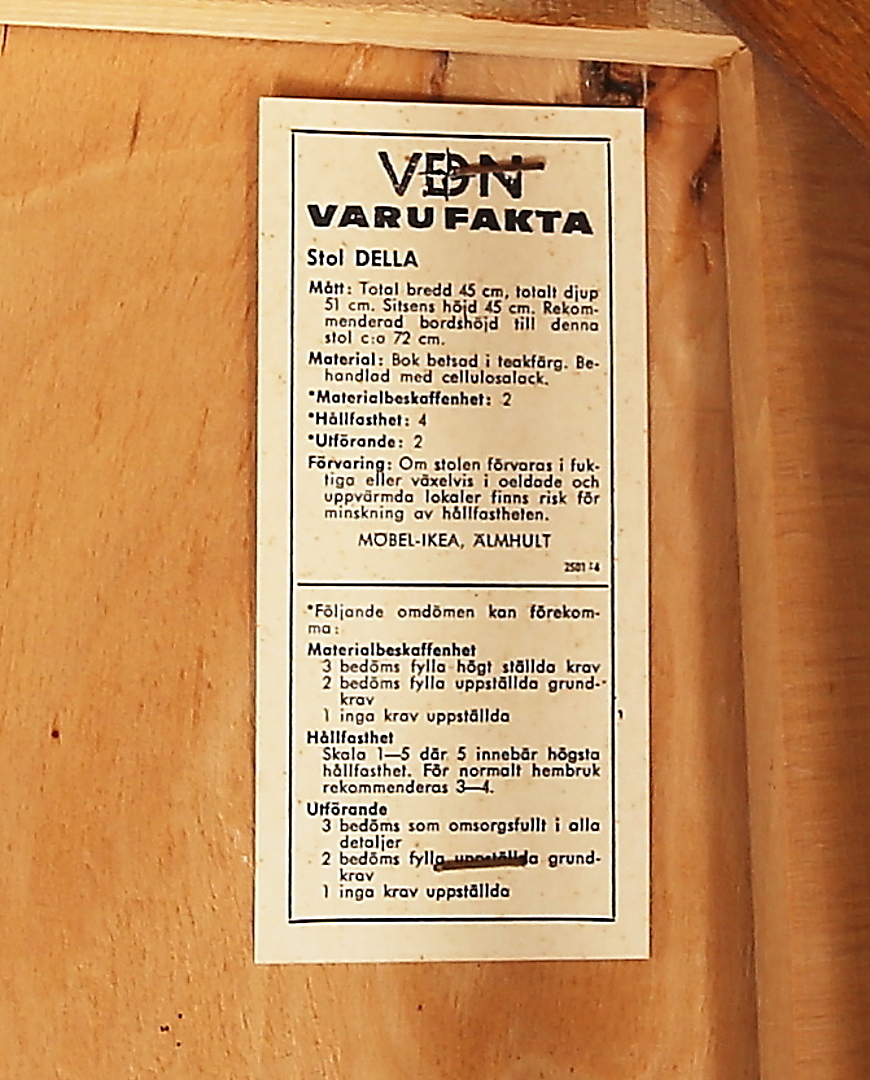 VDN
VARUFAKTA
Stol DELLA
Mått: Total bredd 45 cm, totalt djup
51 cm. Sitsens höjd 45 cm. Rekom-
menderad bordshöjd till denna
stol c:a 72 cm.
Material: Bok betsad i teakfärg. Be-
handlad med cellulosalack.
*Materialbeskaffenhet: 2
*Hållfasthet: 4
*Utförande: 2
Förvaring: Om stolen förvaras i fuk-
tiga eller växelvis i oeldade och
uppvärmda lokaler finns risk för
minskning av hållfastheten.
MÖBEL-IKEA, ÄLMHULT
*Följande omdömen kan förekom-
ma:
Materialbeskaffenhet
3 bedöms fylla högt ställda krav
2 bedöms fylla uppställda grund-
krav
1 inga krav uppställda
Hållfasthet
Skala 1—5 där 5 innebär högsta
hållfasthet. För normalt hembruk
rekommenderas 3—4.
Utförande
3 bedöms som omsorgsfullt i alla
detaljer
2 bedöms fylla uppställda grund-
krav
1 inga krav uppställda